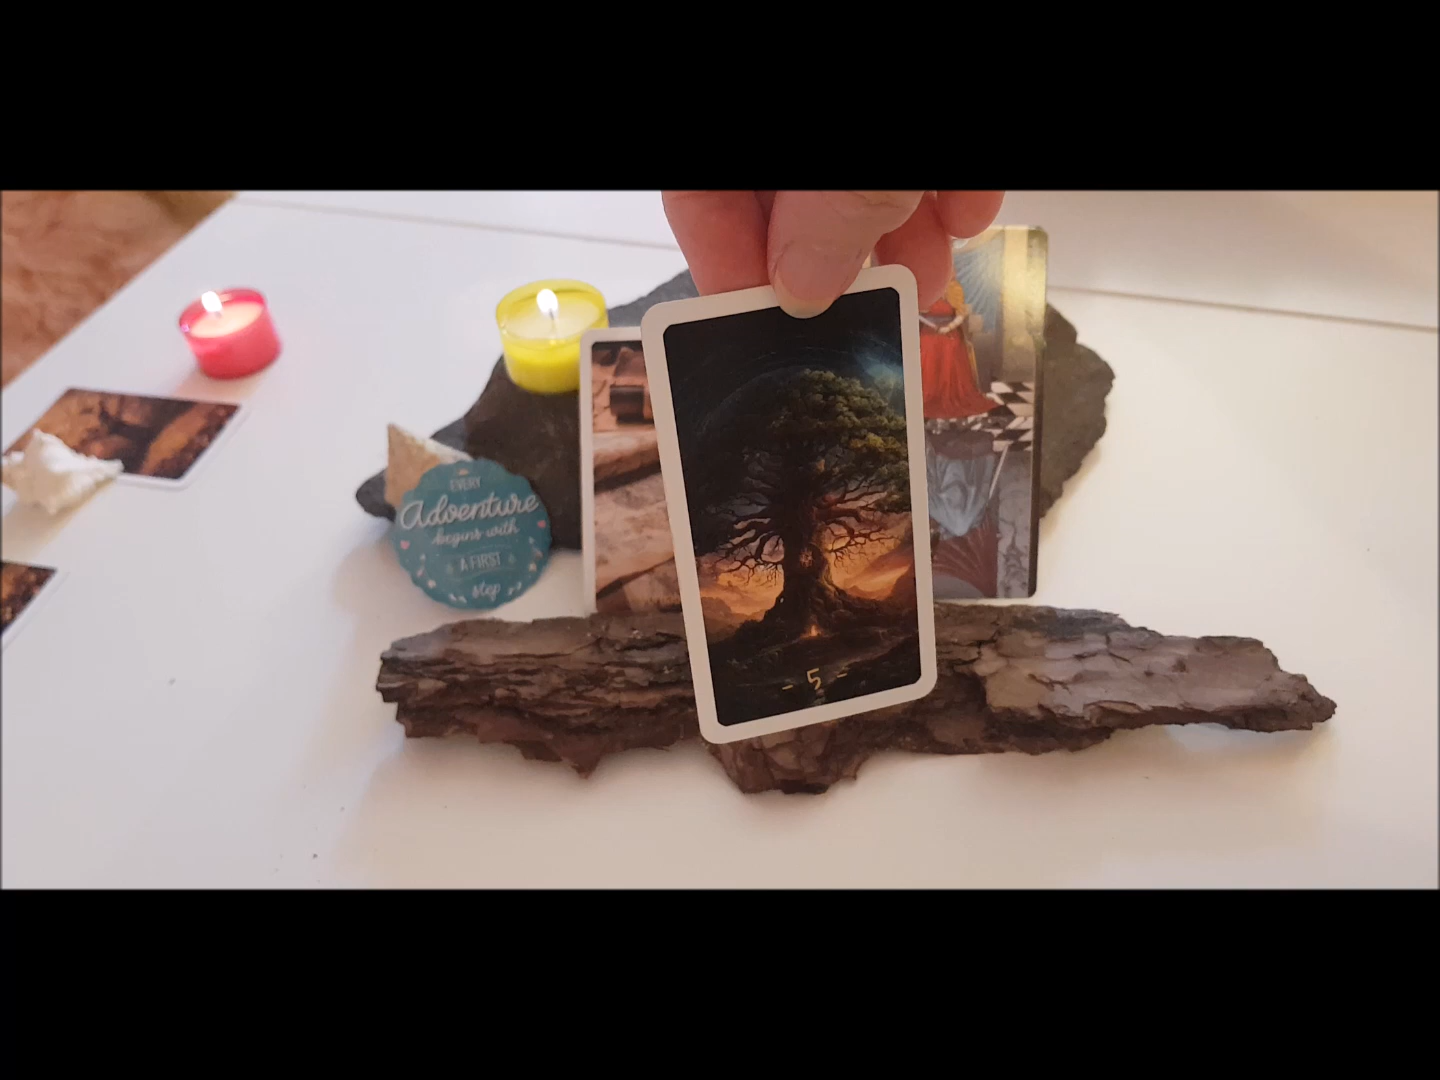 EVERY
Adventure
begins with
A FIRST
step
- 5 -